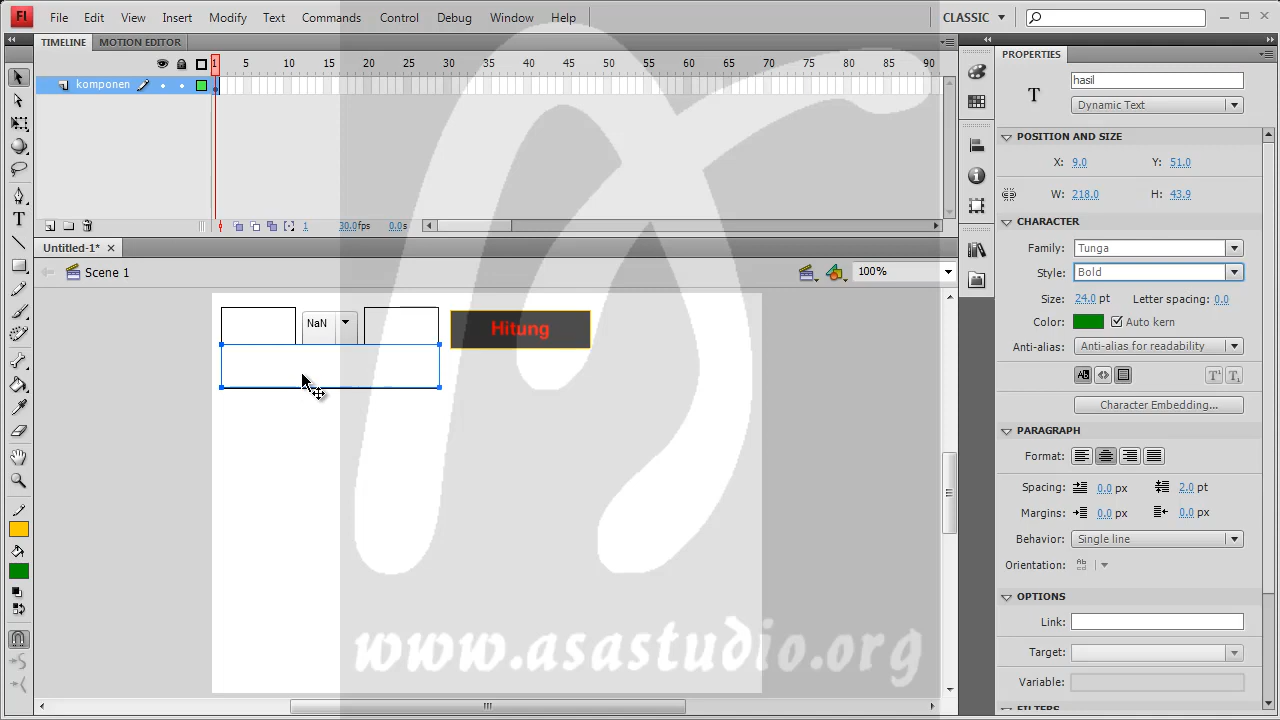 Fl File Edit View Insert Modify Text Commands Control Debug Window Help CLASSIC
TIMELINE MOTION EDITOR
1 5 10 15 20 25 30 35 40 45 50 55 60 65 70 75 80 85 90
komponen
1 30.0fps 0.0s
Untitled-1*
Scene 1 100%
NaN Hitung
www.asastudio.org
PROPERTIES
hasil
T Dynamic Text
POSITION AND SIZE
X: 9.0 Y: 51.0
W: 218.0 H: 43.9
CHARACTER
Family: Tunga
Style: Bold
Size: 24.0 pt Letter spacing: 0.0
Color: Auto kern
Anti-alias: Anti-alias for readability
Character Embedding...
PARAGRAPH
Format:
Spacing: 0.0 px 2.0 pt
Margins: 0.0 px 0.0 px
Behavior: Single line
Orientation:
OPTIONS
Link:
Target:
Variable:
FILTERS